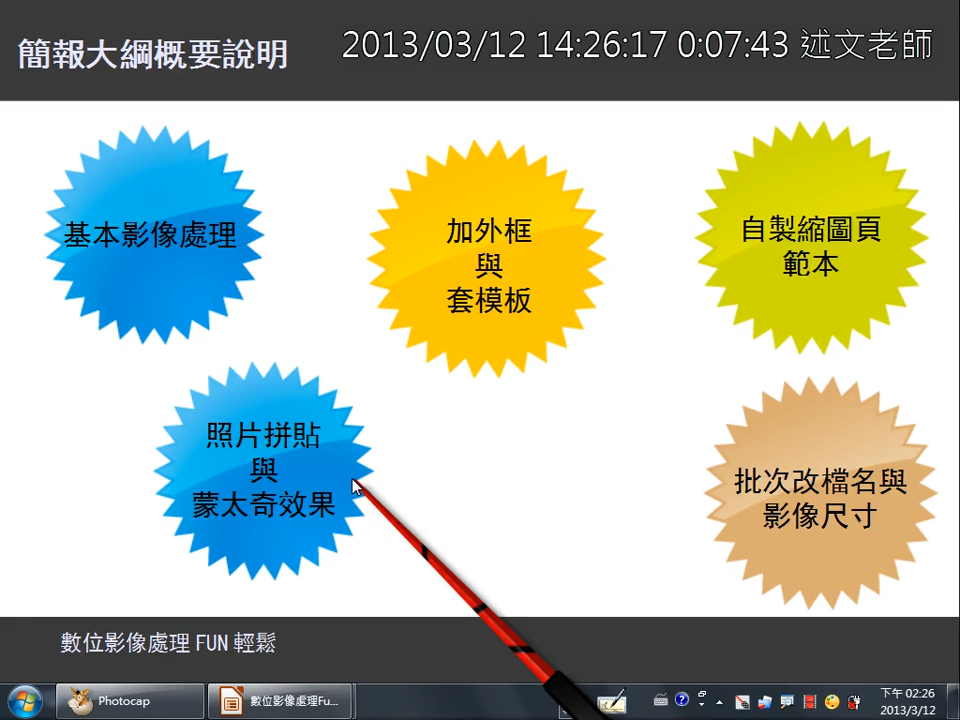 簡報大綱概要說明
2013/03/12 14:26:17 0:07:43 述文老師
基本影像處理
加外框
與
套模板
自製縮圖頁
範本
照片拼貼
與
蒙太奇效果
批次改檔名與
影像尺寸
數位影像處理 FUN 輕鬆
Photocap
數位影像處理Fu...
下午 02:26
2013/3/12